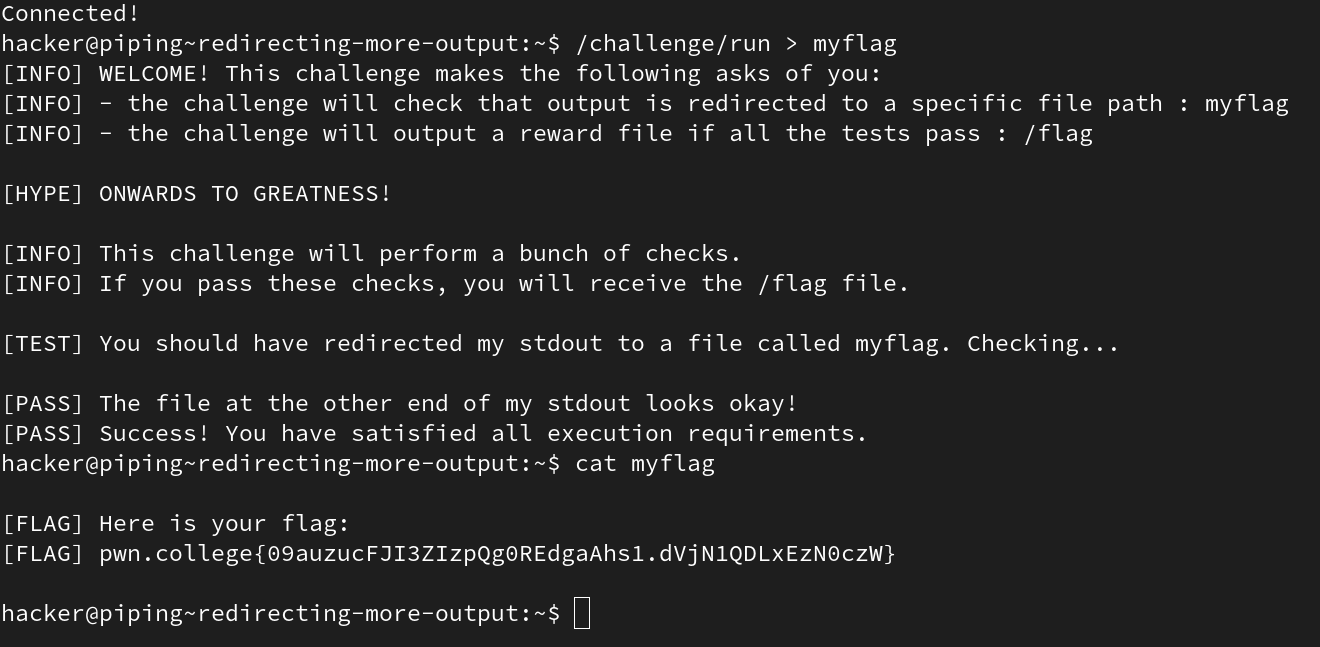 Connected!
hacker@piping~redirecting-more-output:~$ /challenge/run > myflag
[INFO] WELCOME! This challenge makes the following asks of you:
[INFO] - the challenge will check that output is redirected to a specific file path : myflag
[INFO] - the challenge will output a reward file if all the tests pass : /flag
[HYPE] ONWARDS TO GREATNESS!
[INFO] This challenge will perform a bunch of checks.
[INFO] If you pass these checks, you will receive the /flag file.
[TEST] You should have redirected my stdout to a file called myflag. Checking...
[PASS] The file at the other end of my stdout looks okay!
[PASS] Success! You have satisfied all execution requirements.
hacker@piping~redirecting-more-output:~$ cat myflag
[FLAG] Here is your flag:
[FLAG] pwn.college{09auzucFJI3ZIzpQg0REdgaAhs1.dVjN1QDLxEzN0czW}
hacker@piping~redirecting-more-output:~$